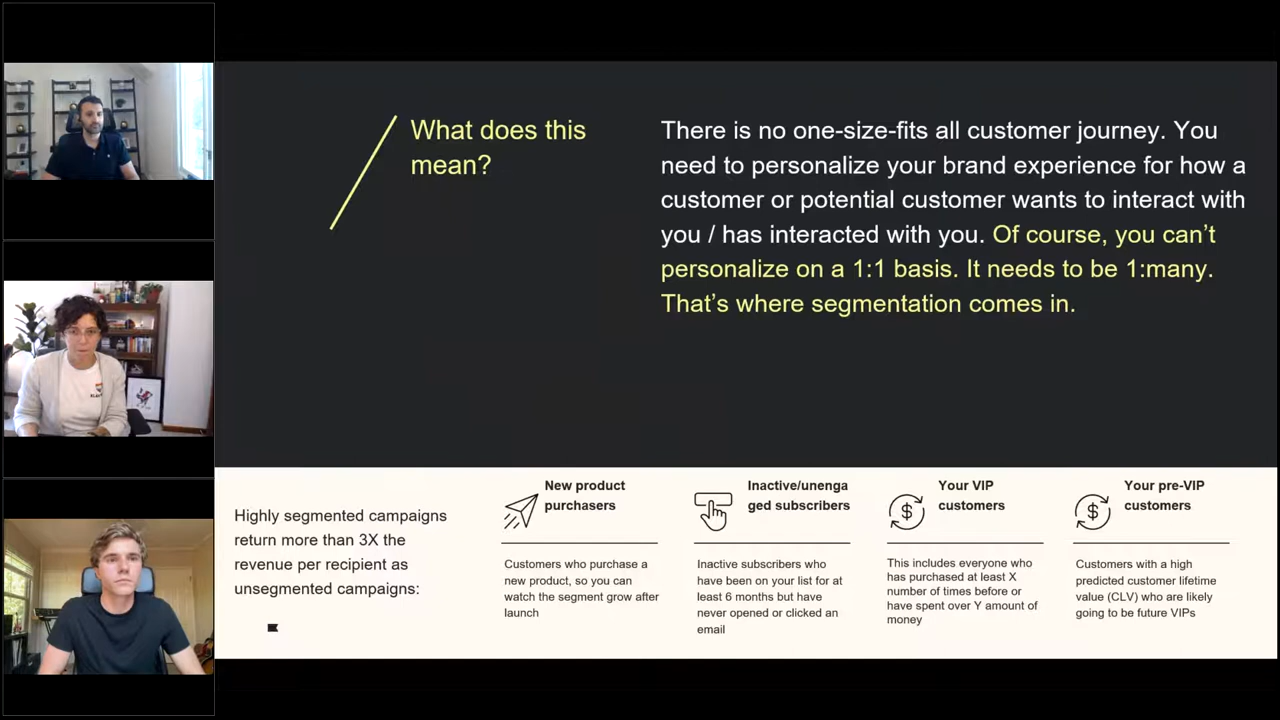 What does this
mean?
There is no one-size-fits all customer journey. You
need to personalize your brand experience for how a
customer or potential customer wants to interact with
you / has interacted with you. Of course, you can't
personalize on a 1:1 basis. It needs to be 1:many.
That's where segmentation comes in.
Highly segmented campaigns
return more than 3X the
revenue per recipient as
unsegmented campaigns:
New product
purchasers
Customers who purchase a
new product, so you can
watch the segment grow after
launch
Inactive/unenga
ged subscribers
Inactive subscribers who
have been on your list for at
least 6 months but have
never opened or clicked an
email
Your VIP
customers
This includes everyone who
has purchased at least X
number of times before or
have spent over Y amount of
money
Your pre-VIP
customers
Customers with a high
predicted customer lifetime
value (CLV) who are likely
going to be future VIPs